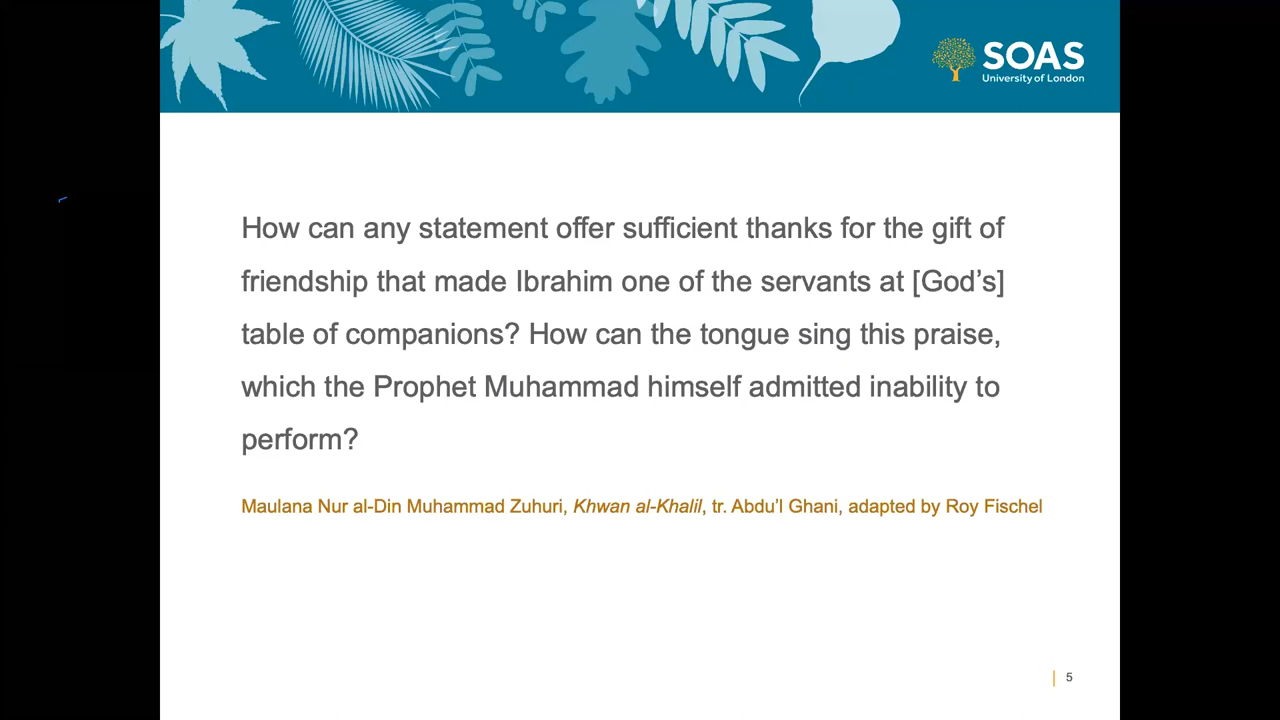 SOAS
University of London
How can any statement offer sufficient thanks for the gift of
friendship that made Ibrahim one of the servants at [God’s]
table of companions? How can the tongue sing this praise,
which the Prophet Muhammad himself admitted inability to
perform?
Maulana Nur al-Din Muhammad Zuhuri, Khwan al-Khalil, tr. Abdu’l Ghani, adapted by Roy Fischel
5